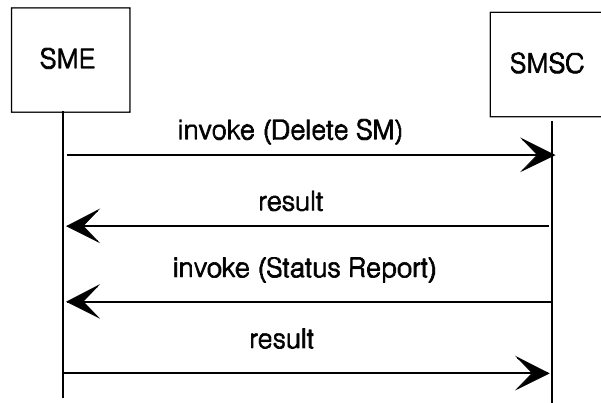 SME
SMSC
invoke (Delete SM)
result
invoke (Status Report)
result